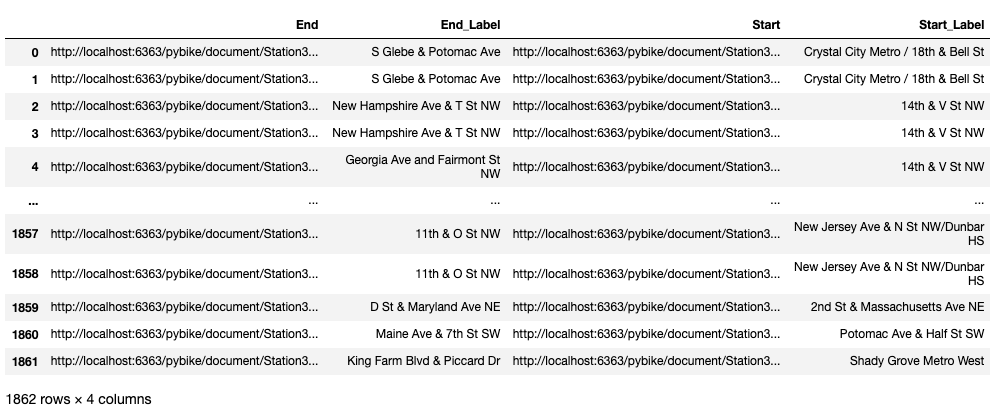 End End_Label Start Start_Label
0 http://localhost:6363/pybike/document/Station3... S Glebe & Potomac Ave http://localhost:6363/pybike/document/Station3... Crystal City Metro / 18th & Bell St
1 http://localhost:6363/pybike/document/Station3... S Glebe & Potomac Ave http://localhost:6363/pybike/document/Station3... Crystal City Metro / 18th & Bell St
2 http://localhost:6363/pybike/document/Station3... New Hampshire Ave & T St NW http://localhost:6363/pybike/document/Station3... 14th & V St NW
3 http://localhost:6363/pybike/document/Station3... New Hampshire Ave & T St NW http://localhost:6363/pybike/document/Station3... 14th & V St NW
4 http://localhost:6363/pybike/document/Station3... Georgia Ave and Fairmont St
NW http://localhost:6363/pybike/document/Station3... 14th & V St NW
... ... ... ... ...
1857 http://localhost:6363/pybike/document/Station3... 11th & O St NW http://localhost:6363/pybike/document/Station3... New Jersey Ave & N St NW/Dunbar
HS
1858 http://localhost:6363/pybike/document/Station3... 11th & O St NW http://localhost:6363/pybike/document/Station3... New Jersey Ave & N St NW/Dunbar
HS
1859 http://localhost:6363/pybike/document/Station3... D St & Maryland Ave NE http://localhost:6363/pybike/document/Station3... 2nd St & Massachusetts Ave NE
1860 http://localhost:6363/pybike/document/Station3... Maine Ave & 7th St SW http://localhost:6363/pybike/document/Station3... Potomac Ave & Half St SW
1861 http://localhost:6363/pybike/document/Station3... King Farm Blvd & Piccard Dr http://localhost:6363/pybike/document/Station3... Shady Grove Metro West
1862 rows × 4 columns